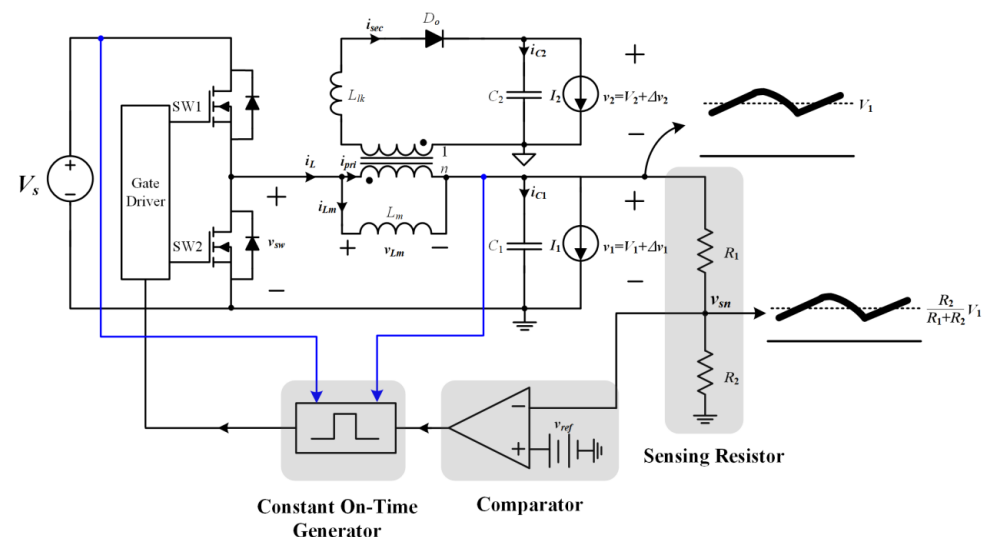 i_sec
D_o
i_C2
+
L_lk
C_2
I_2
v_2=V_2+Δv_2
−
V_1
SW1
1
n
V_s
+
−
Gate
Driver
i_L
i_pri
i_Lm
L_m
+
v_Lm
−
+
v_sw
−
SW2
i_C1
C_1
I_1
+
v_1=V_1+Δv_1
−
R_1
v_sn
R_2/(R_1+R_2) V_1
R_2
−
+
v_ref
Sensing Resistor
Constant On-Time
Generator
Comparator